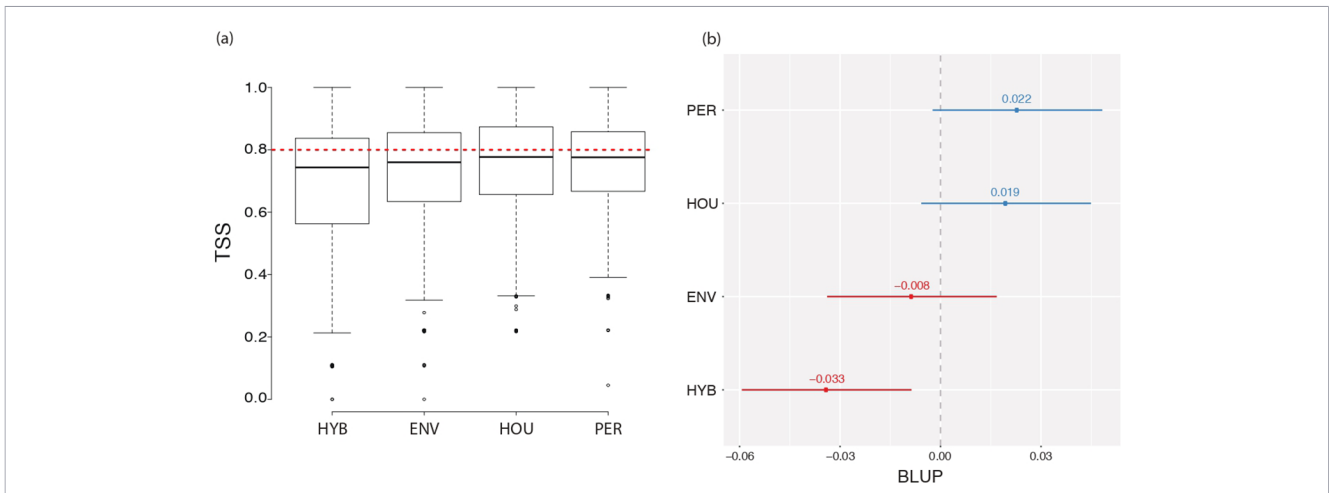 (a)
TSS
1.0
0.8
0.6
0.4
0.2
0.0
HYB ENV HOU PER
(b)
PER
HOU
ENV
HYB
0.022
0.019
−0.008
−0.033
−0.06 −0.03 0.00 0.03
BLUP